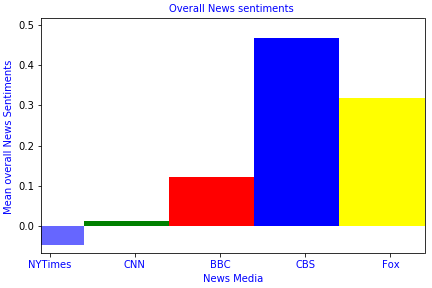 Overall News sentiments
Mean overall News Sentiments
0.5
0.4
0.3
0.2
0.1
0.0
NYTimes CNN BBC CBS Fox
News Media